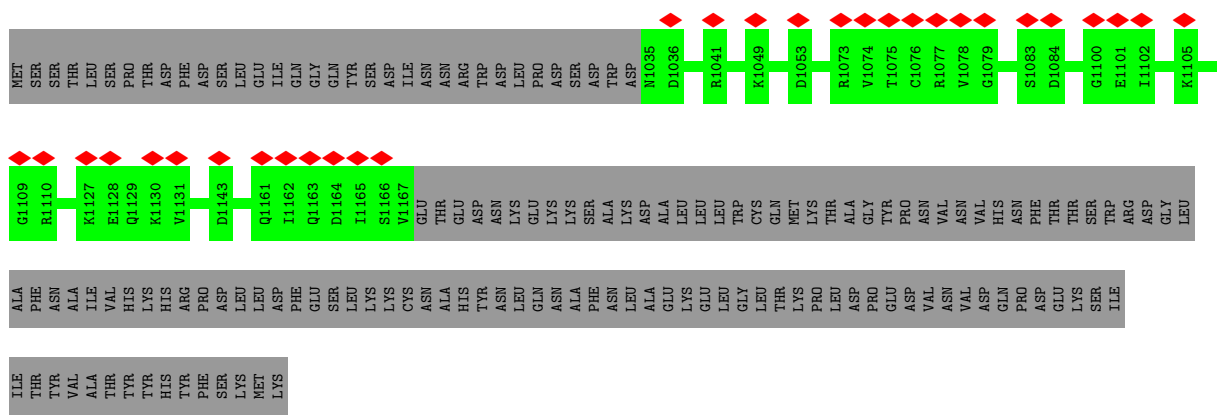 MET SER SER THR LEU SER PRO THR ASP PHE ASP SER LEU GLU ILE GLN GLY GLN TYR SER ASP ILE ASN ASN ARG TRP ASP LEU PRO ASP SER ASP TRP ASP N1035 D1036 R1041 K1049 D1053 R1073 V1074 T1075 C1076 R1077 V1078 G1079 S1083 D1084 G1100 E1101 I1102 K1105
G1109 R1110 K1127 E1128 Q1129 K1130 V1131 D1143 Q1161 I1162 Q1163 D1164 I1165 S1166 V1167 GLU THR GLU ASP ASN LYS GLU LYS LYS SER ALA LYS ASP ALA LEU LEU LEU TRP CYS GLN MET LYS THR ALA GLY TYR PRO ASN VAL ASN VAL HIS ASN PHE THR THR SER TRP ARG ASP GLY LEU
ALA PHE ASN ALA ILE VAL HIS LYS HIS ARG PRO ASP LEU LEU ASP PHE GLU SER LEU LYS LYS CYS ASN ALA HIS TYR ASN LEU GLN ASN ALA PHE ASN LEU ALA GLU LYS GLU LEU GLY LEU THR LYS PRO LEU ASP PRO GLU ASP VAL ASN VAL ASP GLN PRO ASP GLU LYS SER ILE
ILE THR TYR VAL ALA THR TYR TYR HIS TYR PHE SER LYS MET LYS